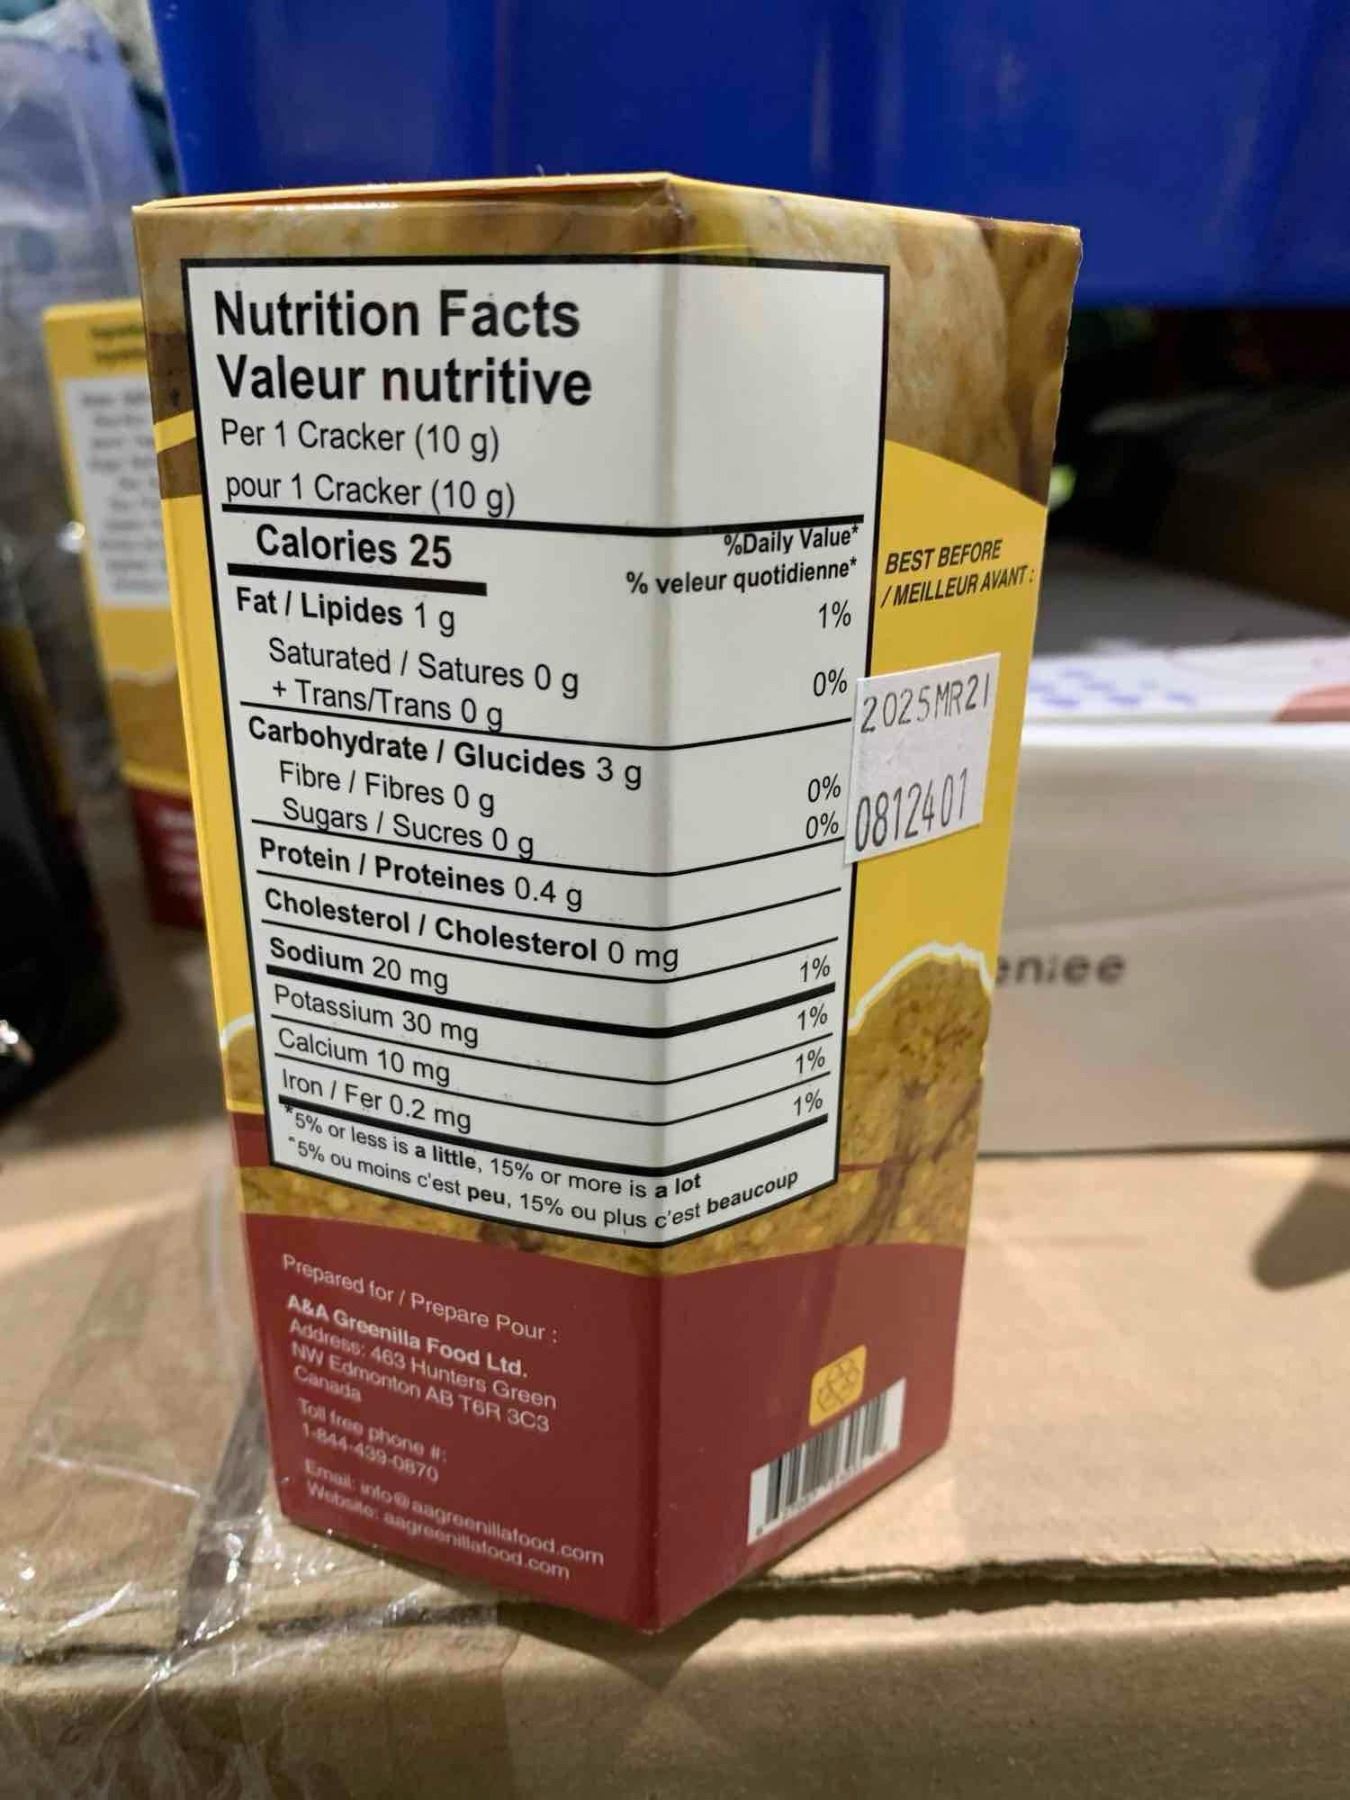 Nutrition Facts
Valeur nutritive
Per 1 Cracker (10 g)
pour 1 Cracker (10 g)
Calories 25
%Daily Value*
% veleur quotidienne*
Fat / Lipides 1 g 1%
Saturated / Satures 0 g 0%
+ Trans/Trans 0 g
Carbohydrate / Glucides 3 g
Fibre / Fibres 0 g 0%
Sugars / Sucres 0 g 0%
Protein / Proteines 0.4 g
Cholesterol / Cholesterol 0 mg
Sodium 20 mg 1%
Potassium 30 mg 1%
Calcium 10 mg 1%
Iron / Fer 0.2 mg 1%
*5% or less is a little, 15% or more is a lot
*5% ou moins c'est peu, 15% ou plus c'est beaucoup
BEST BEFORE
/ MEILLEUR AVANT :
2025MR21
0812401
Prepared for / Prepare Pour :
A&A Greenilla Food Ltd.
Address: 463 Hunters Green
NW Edmonton AB T6R 3C3
Canada
Toll free phone #:
1-844-439-0870
Email: info@aagreenillafood.com
Website: aagreenillafood.com